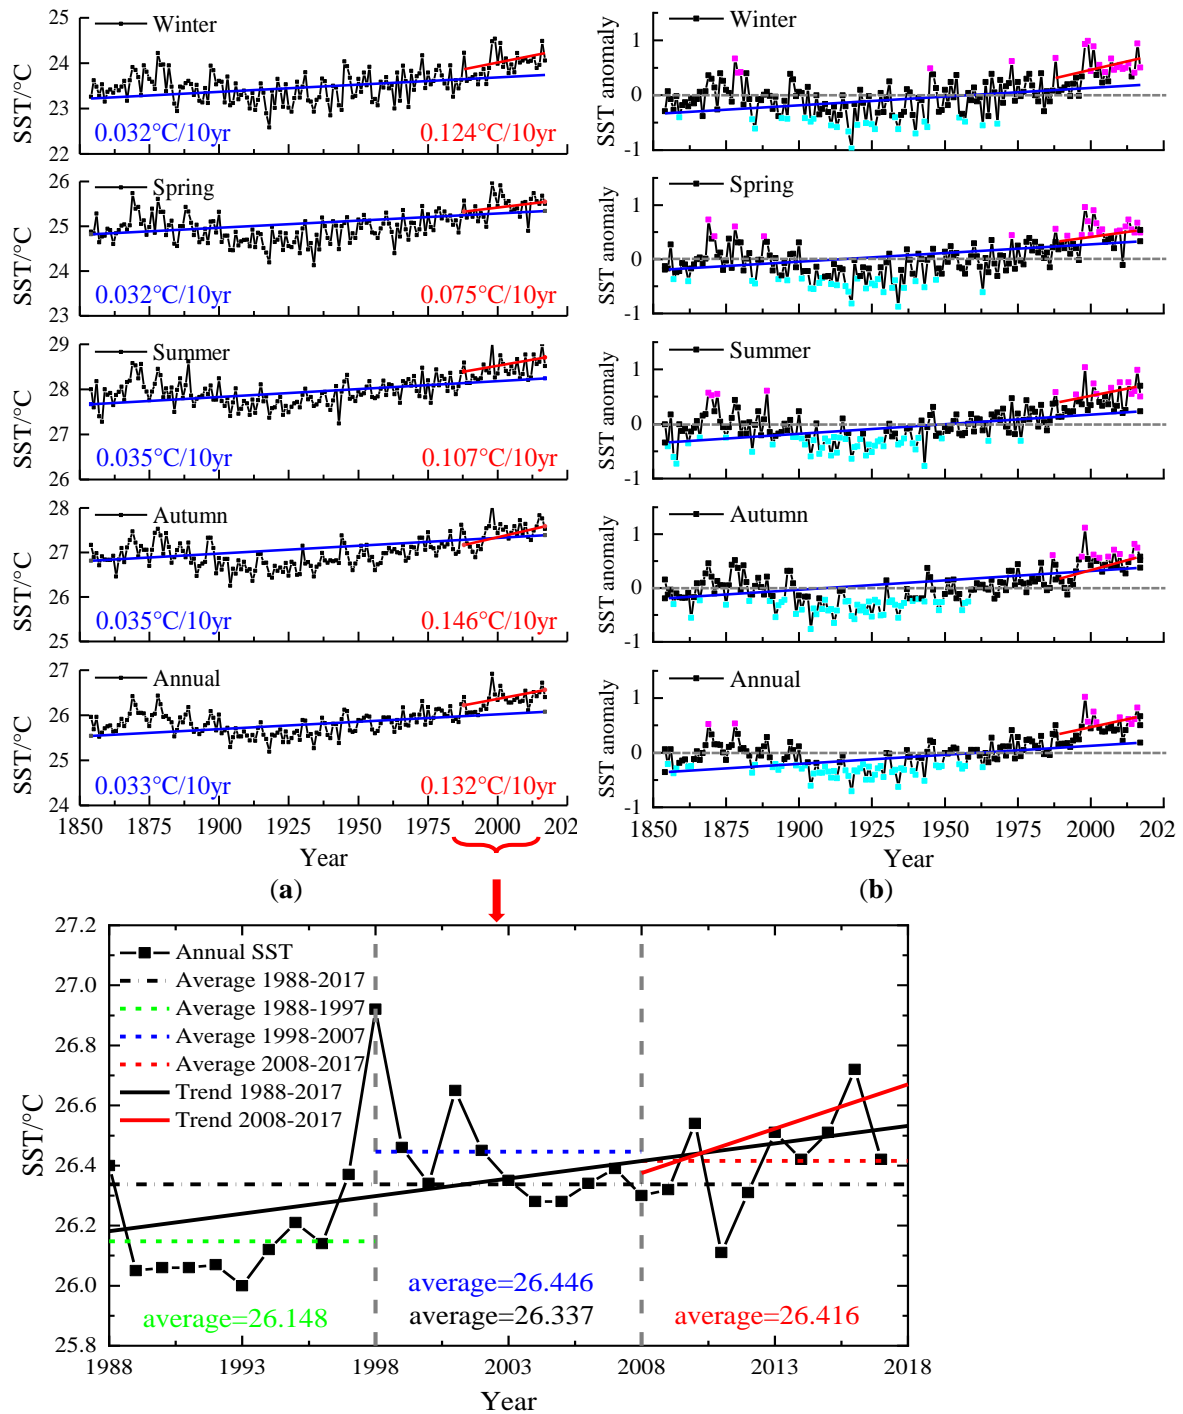 Winter
25
24
23
22
SST/°C
0.032°C/10yr
0.124°C/10yr
Spring
26
25
24
23
SST/°C
0.032°C/10yr
0.075°C/10yr
Summer
29
28
27
26
SST/°C
0.035°C/10yr
0.107°C/10yr
Autumn
28
27
26
25
SST/°C
0.035°C/10yr
0.146°C/10yr
Annual
27
26
25
24
SST/°C
0.033°C/10yr
0.132°C/10yr
1850 1875 1900 1925 1950 1975 2000 202
Year
(a)
Winter
1
0
-1
SST anomaly
Spring
1
0
-1
SST anomaly
Summer
1
0
-1
SST anomaly
Autumn
1
0
-1
SST anomaly
Annual
1
0
-1
SST anomaly
1850 1875 1900 1925 1950 1975 2000 202
Year
(b)
27.2
27.0
26.8
26.6
26.4
26.2
26.0
25.8
SST/°C
Annual SST
Average 1988-2017
Average 1988-1997
Average 1998-2007
Average 2008-2017
Trend 1988-2017
Trend 2008-2017
average=26.148
average=26.446
average=26.337
average=26.416
1988 1993 1998 2003 2008 2013 2018
Year